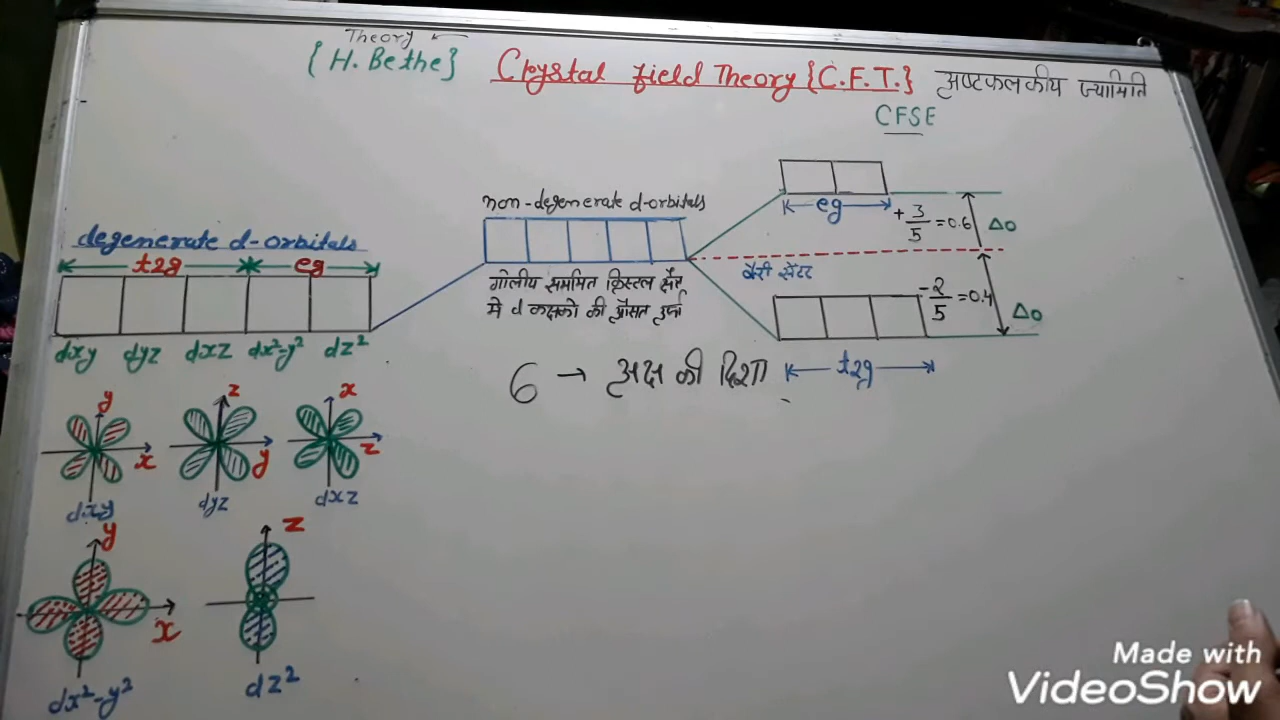 Theory
{H. Bethe} Crystal field Theory {C.F.T.} अष्टफलकीय ज्यामिति
CFSE
non-degenerate d-orbitals
eg
+3/5 = 0.6 Δo
degenerate d-orbitals
t2g eg
गोलीय सममित क्रिस्टल क्षेत्र
मे d कक्षको की औसत ऊर्जा
बैरी सेंटर
-2/5 = 0.4 Δo
dxy dyz dxz dx²-y² dz²
6 → अक्ष की दिशा
t2g
y z x
x y z
dxy dyz dxz
y z
x
dx²-y² dz²
Made with
VideoShow